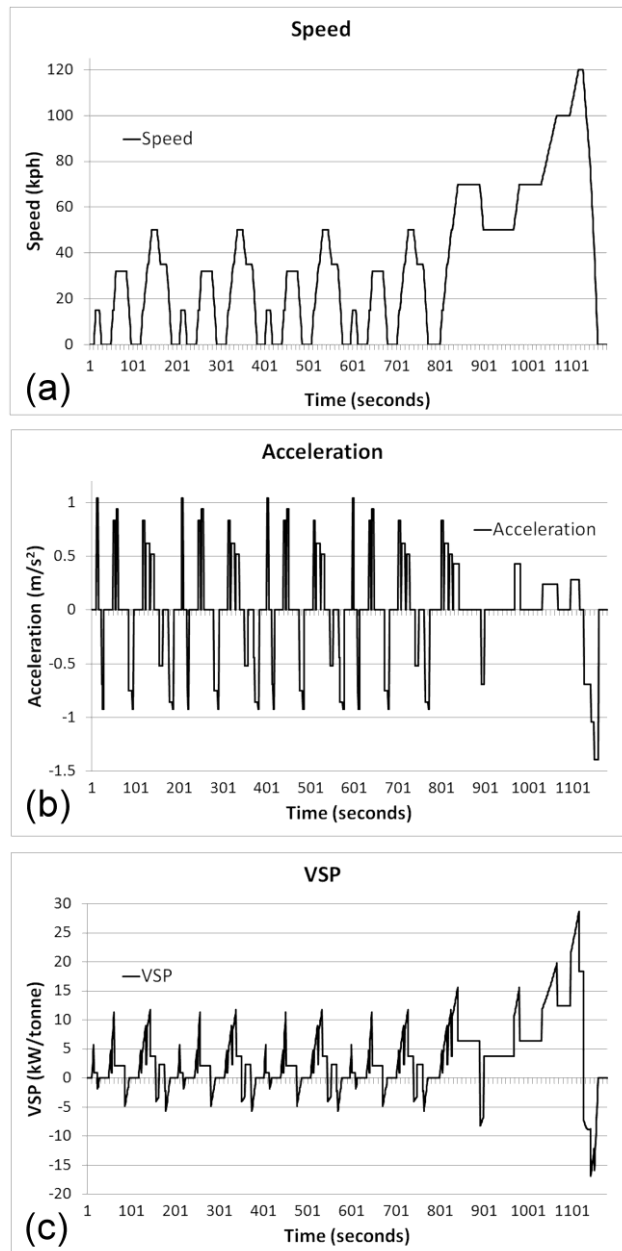 Speed
120
100
80
60
40
20
0
Speed (kph)
Speed
1 101 201 301 401 501 601 701 801 901 1001 1101
Time (seconds)
(a)
Acceleration
1
0.5
0
-0.5
-1
-1.5
Acceleration (m/s²)
Acceleration
1 101 201 301 401 501 601 701 801 901 1001 1101
Time (seconds)
(b)
VSP
30
25
20
15
10
5
0
-5
-10
-15
-20
VSP (kW/tonne)
VSP
1 101 201 301 401 501 601 701 801 901 1001 1101
Time (seconds)
(c)